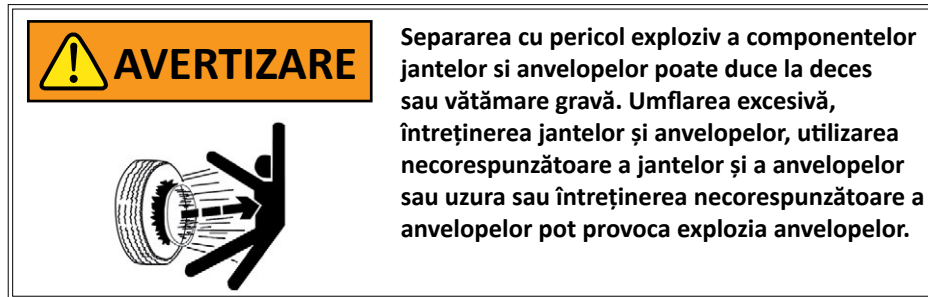 AVERTIZARE
Separarea cu pericol exploziv a componentelor
jantelor si anvelopelor poate duce la deces
sau vătămare gravă. Umflarea excesivă,
întreținerea jantelor și anvelopelor, utilizarea
necorespunzătoare a jantelor și a anvelopelor
sau uzura sau întreținerea necorespunzătoare a
anvelopelor pot provoca explozia anvelopelor.